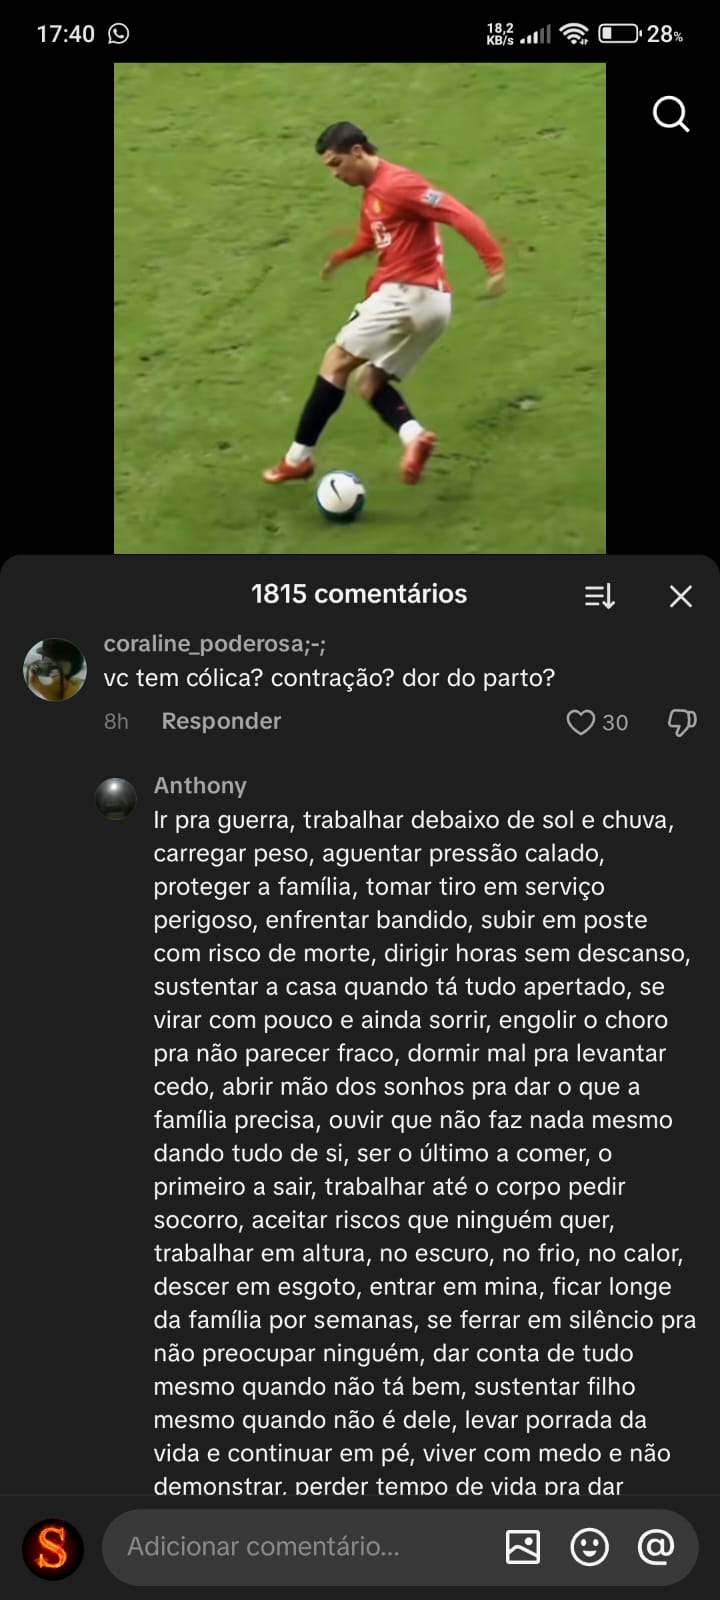 17:40
18,2
KB/s
28%
1815 comentários
coraline_poderosa;-;
vc tem cólica? contração? dor do parto?
8h Responder 30
Anthony
Ir pra guerra, trabalhar debaixo de sol e chuva,
carregar peso, aguentar pressão calado,
proteger a família, tomar tiro em serviço
perigoso, enfrentar bandido, subir em poste
com risco de morte, dirigir horas sem descanso,
sustentar a casa quando tá tudo apertado, se
virar com pouco e ainda sorrir, engolir o choro
pra não parecer fraco, dormir mal pra levantar
cedo, abrir mão dos sonhos pra dar o que a
família precisa, ouvir que não faz nada mesmo
dando tudo de si, ser o último a comer, o
primeiro a sair, trabalhar até o corpo pedir
socorro, aceitar riscos que ninguém quer,
trabalhar em altura, no escuro, no frio, no calor,
descer em esgoto, entrar em mina, ficar longe
da família por semanas, se ferrar em silêncio pra
não preocupar ninguém, dar conta de tudo
mesmo quando não tá bem, sustentar filho
mesmo quando não é dele, levar porrada da
vida e continuar em pé, viver com medo e não
demonstrar, perder tempo de vida pra dar
S
Adicionar comentário...